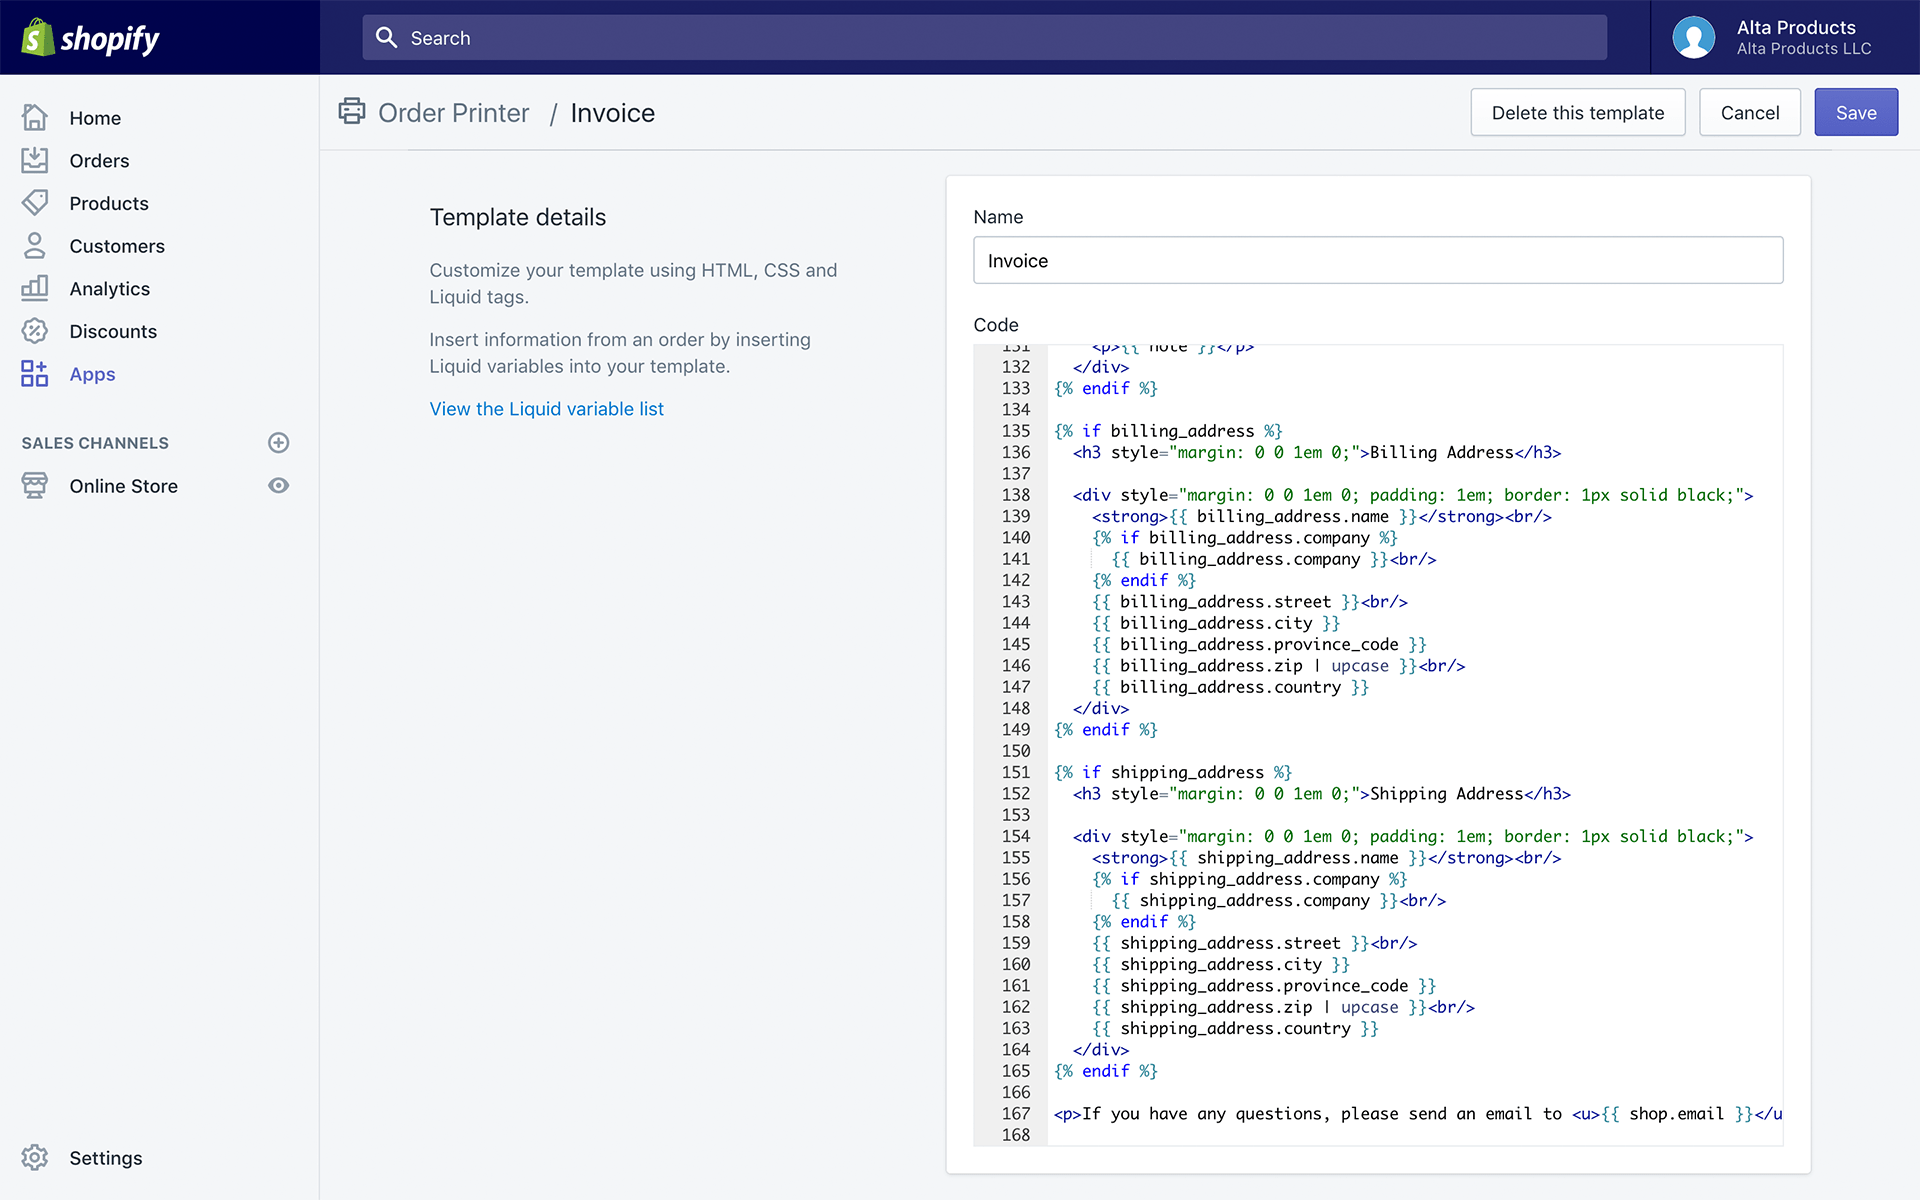 shopify
Search
Alta Products
Alta Products LLC
Home
Orders
Products
Customers
Analytics
Discounts
Apps
SALES CHANNELS
Online Store
Settings
Order Printer / Invoice
Delete this template
Cancel
Save
Template details
Customize your template using HTML, CSS and
Liquid tags.
Insert information from an order by inserting
Liquid variables into your template.
View the Liquid variable list
Name
Invoice
Code
131     <p>{{ note }}</p>
132   </div>
133 {% endif %}
134
135 {% if billing_address %}
136   <h3 style="margin: 0 0 1em 0;">Billing Address</h3>
137
138   <div style="margin: 0 0 1em 0; padding: 1em; border: 1px solid black;">
139     <strong>{{ billing_address.name }}</strong><br/>
140     {% if billing_address.company %}
141       {{ billing_address.company }}<br/>
142     {% endif %}
143     {{ billing_address.street }}<br/>
144     {{ billing_address.city }}
145     {{ billing_address.province_code }}
146     {{ billing_address.zip | upcase }}<br/>
147     {{ billing_address.country }}
148   </div>
149 {% endif %}
150
151 {% if shipping_address %}
152   <h3 style="margin: 0 0 1em 0;">Shipping Address</h3>
153
154   <div style="margin: 0 0 1em 0; padding: 1em; border: 1px solid black;">
155     <strong>{{ shipping_address.name }}</strong><br/>
156     {% if shipping_address.company %}
157       {{ shipping_address.company }}<br/>
158     {% endif %}
159     {{ shipping_address.street }}<br/>
160     {{ shipping_address.city }}
161     {{ shipping_address.province_code }}
162     {{ shipping_address.zip | upcase }}<br/>
163     {{ shipping_address.country }}
164   </div>
165 {% endif %}
166
167 <p>If you have any questions, please send an email to <u>{{ shop.email }}</u
168